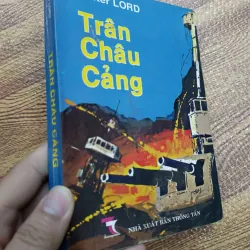 LORD
Trân
Châu
Cảng
NHÀ XUẤT BẢN THÔNG TẤN
TRÂN CHÂU CẢNG